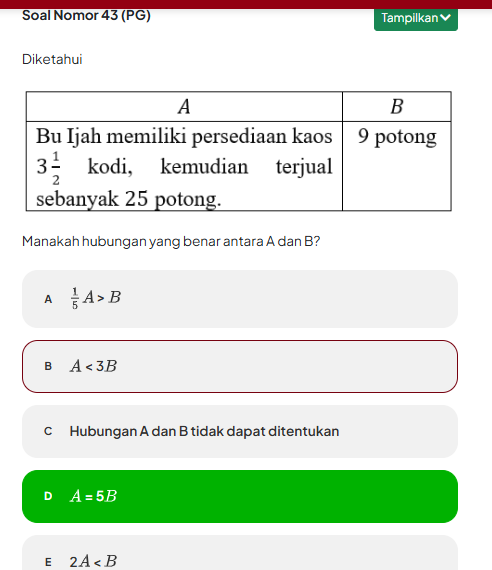 Soal Nomor 43 (PG)
Tampilkan
Diketahui
A B
Bu Ijah memiliki persediaan kaos 9 potong
3 1/2 kodi, kemudian terjual
sebanyak 25 potong.
Manakah hubungan yang benar antara A dan B?
A 1/5 A > B
B A < 3B
C Hubungan A dan B tidak dapat ditentukan
D A = 5B
E 2A < B